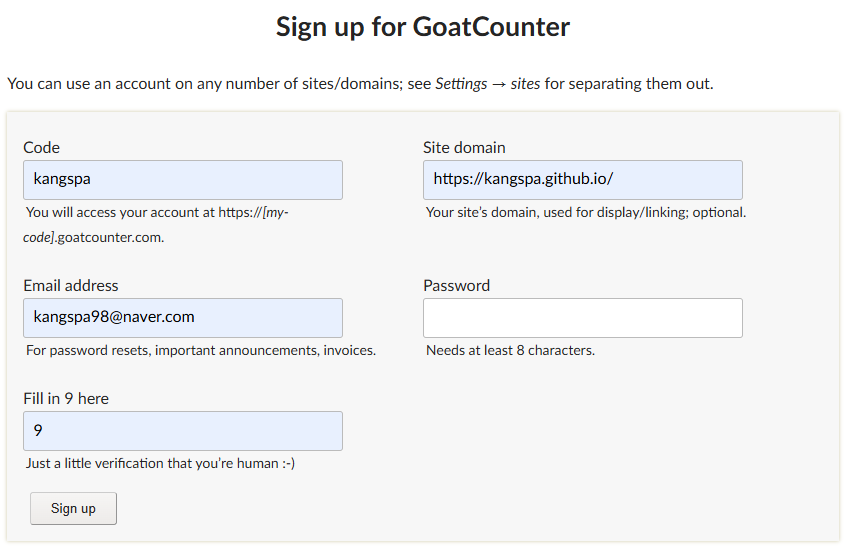 Sign up for GoatCounter
You can use an account on any number of sites/domains; see Settings → sites for separating them out.
Code
kangspa
You will access your account at https://[my-
code].goatcounter.com.
Site domain
https://kangspa.github.io/
Your site's domain, used for display/linking; optional.
Email address
kangspa98@naver.com
For password resets, important announcements, invoices.
Password
Needs at least 8 characters.
Fill in 9 here
9
Just a little verification that you're human :-)
Sign up